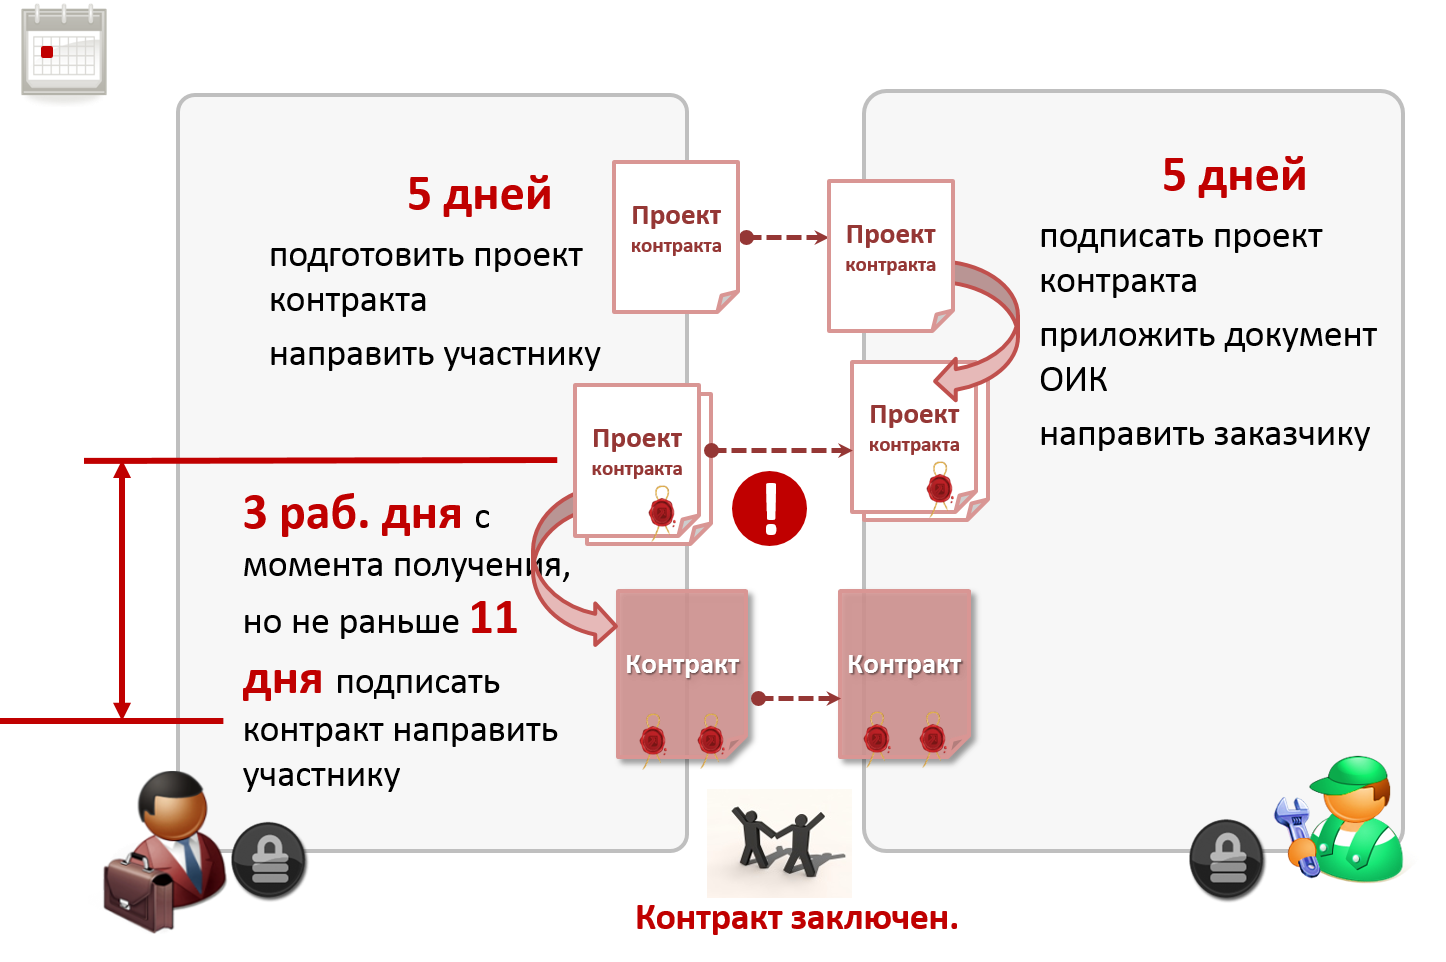 5 дней
подготовить проект
контракта
направить участнику
Проект
контракта
Проект
контракта
5 дней
подписать проект
контракта
приложить документ
ОИК
направить заказчику
Проект
контракта
Проект
контракта
3 раб. дня с
момента получения,
но не раньше 11
дня подписать
контракт направить
участнику
Контракт
Контракт
Контракт заключен.